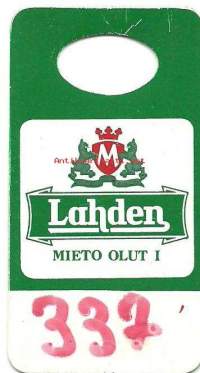 M
Lahden
MIETO OLUT I
337